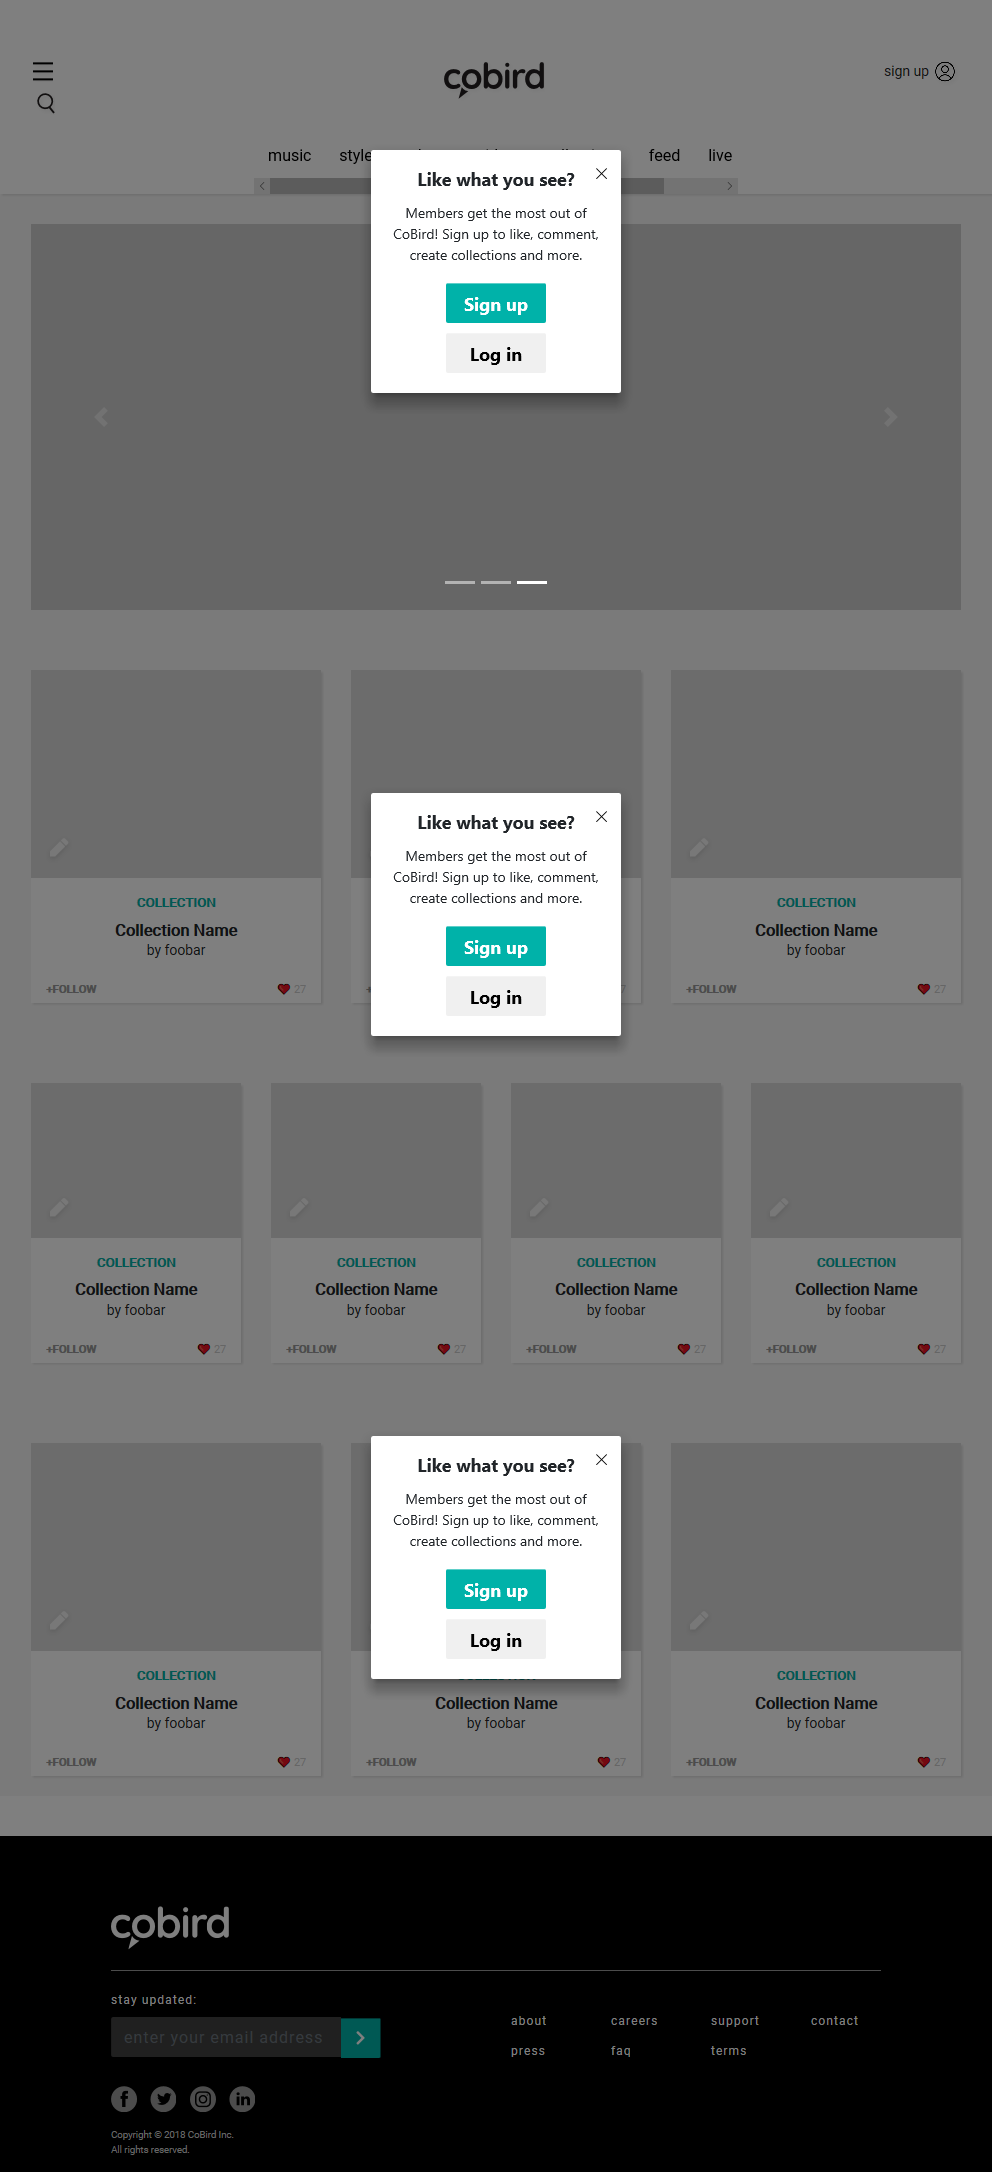 cobird
sign up
music style feed live
Like what you see?
Members get the most out of
CoBird! Sign up to like, comment,
create collections and more.
Sign up
Log in
Like what you see?
Members get the most out of
CoBird! Sign up to like, comment,
create collections and more.
Sign up
Log in
COLLECTION
Collection Name
by foobar
+FOLLOW 27
COLLECTION
Collection Name
by foobar
+FOLLOW 27
COLLECTION
Collection Name
by foobar
+FOLLOW 27
COLLECTION
Collection Name
by foobar
+FOLLOW 27
COLLECTION
Collection Name
by foobar
+FOLLOW 27
COLLECTION
Collection Name
by foobar
+FOLLOW 27
Like what you see?
Members get the most out of
CoBird! Sign up to like, comment,
create collections and more.
Sign up
Log in
COLLECTION
Collection Name
by foobar
+FOLLOW 27
Collection Name
by foobar
+FOLLOW 27
COLLECTION
Collection Name
by foobar
+FOLLOW 27
cobird
stay updated:
enter your email address
about careers support contact
press faq terms
Copyright © 2018 CoBird Inc.
All rights reserved.